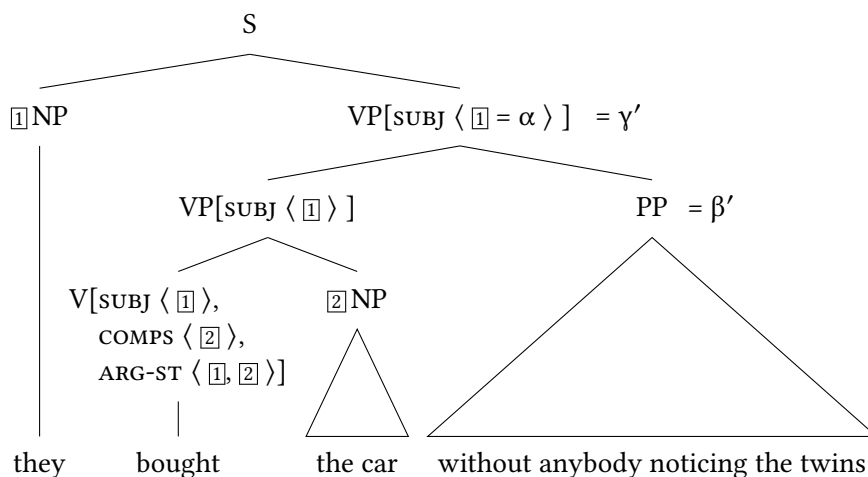 S
1 NP VP[SUBJ ⟨ 1 = α ⟩ ] = γ′
VP[SUBJ ⟨ 1 ⟩ ] PP = β′
V[SUBJ ⟨ 1 ⟩, 2 NP
COMPS ⟨ 2 ⟩,
ARG-ST ⟨ 1, 2 ⟩]
they bought the car without anybody noticing the twins